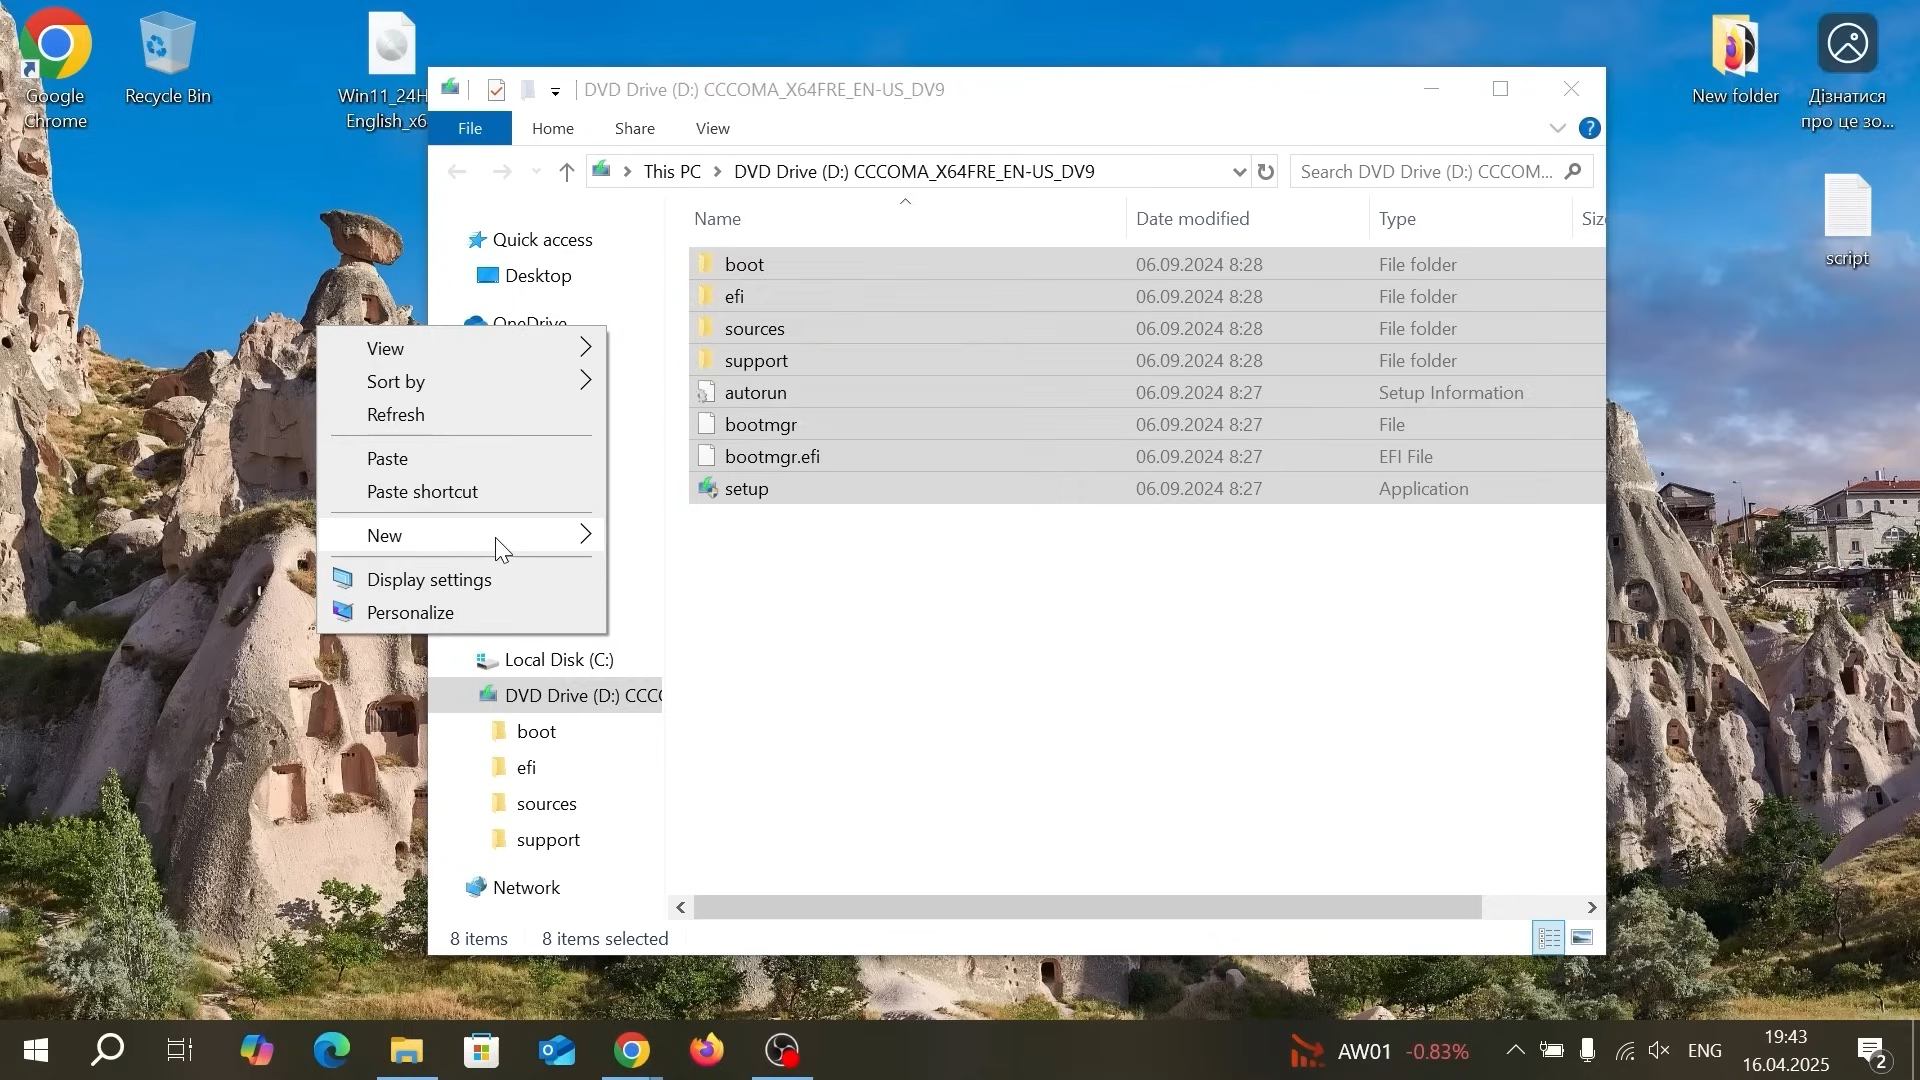 Google
Chrome
Recycle Bin
Win11_24H
English_x6
New folder
Дізнатися
про це зо...
script
DVD Drive (D:) CCCOMA_X64FRE_EN-US_DV9
File
Home
Share
View
?
This PC
DVD Drive (D:) CCCOMA_X64FRE_EN-US_DV9
Search DVD Drive (D:) CCCOM...
Name
Date modified
Type
Size
Quick access
Desktop
OneDrive
boot
06.09.2024 8:28
File folder
efi
06.09.2024 8:28
File folder
sources
06.09.2024 8:28
File folder
support
06.09.2024 8:28
File folder
autorun
06.09.2024 8:27
Setup Information
bootmgr
06.09.2024 8:27
File
bootmgr.efi
06.09.2024 8:27
EFI File
setup
06.09.2024 8:27
Application
View
Sort by
Refresh
Paste
Paste shortcut
New
Display settings
Personalize
Local Disk (C:)
DVD Drive (D:) CCCO
boot
efi
sources
support
Network
8 items
8 items selected
AW01
-0.83%
ENG
19:43
16.04.2025
2